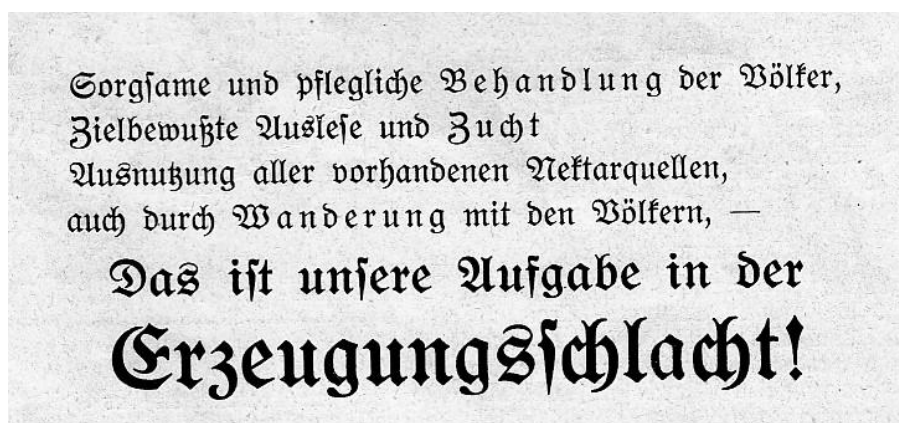 Sorgſame und pflegliche Behandlung der Völker,
Zielbewußte Ausleſe und Zucht
Ausnutzung aller vorhandenen Nektarquellen,
auch durch Wanderung mit den Völkern, —
Das iſt unſere Aufgabe in der
Erzeugungsſchlacht!